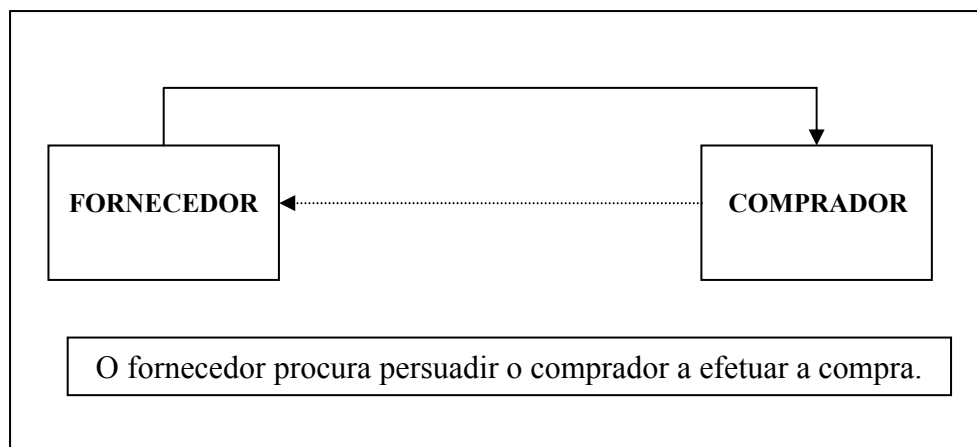 FORNECEDOR
COMPRADOR
O fornecedor procura persuadir o comprador a efetuar a compra.